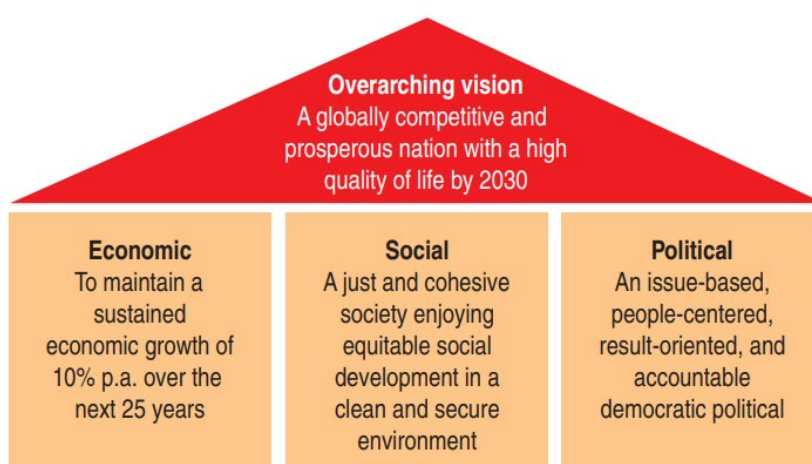 Overarching vision
A globally competitive and
prosperous nation with a high
quality of life by 2030
Economic
To maintain a
sustained
economic growth of
10% p.a. over the
next 25 years
Social
A just and cohesive
society enjoying
equitable social
development in a
clean and secure
environment
Political
An issue-based,
people-centered,
result-oriented, and
accountable
democratic political